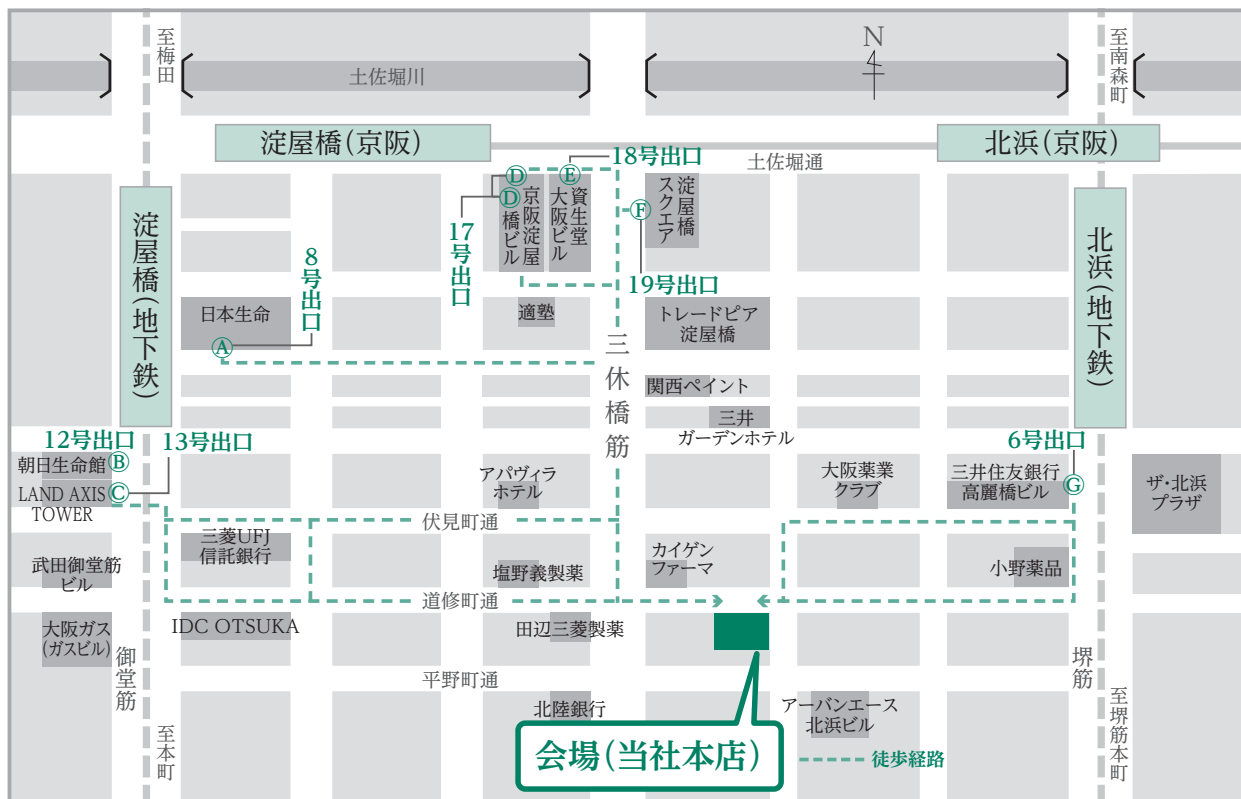 至梅田
土佐堀川
N
至南森町
淀屋橋(京阪)
北浜(京阪)
18号出口
土佐堀通
D
D
E
F
京阪淀屋
橋ビル
資生堂
大阪ビル
淀屋橋
スクエア
17号出口
19号出口
8号出口
淀屋橋(地下鉄)
北浜(地下鉄)
日本生命
A
適塾
トレードピア
淀屋橋
三休橋筋
関西ペイント
三井
ガーデンホテル
12号出口
13号出口
6号出口
朝日生命館
B
LAND AXIS
TOWER
C
アパヴィラ
ホテル
大阪薬業
クラブ
三井住友銀行
高麗橋ビル
G
ザ・北浜
プラザ
伏見町通
三菱UFJ
信託銀行
武田御堂筋
ビル
塩野義製薬
カイゲン
ファーマ
小野薬品
道修町通
大阪ガス
(ガスビル)
IDC OTSUKA
田辺三菱製薬
御堂筋
平野町通
堺筋
北陸銀行
アーバンエース
北浜ビル
至本町
会場(当社本店)
徒歩経路
至堺筋本町